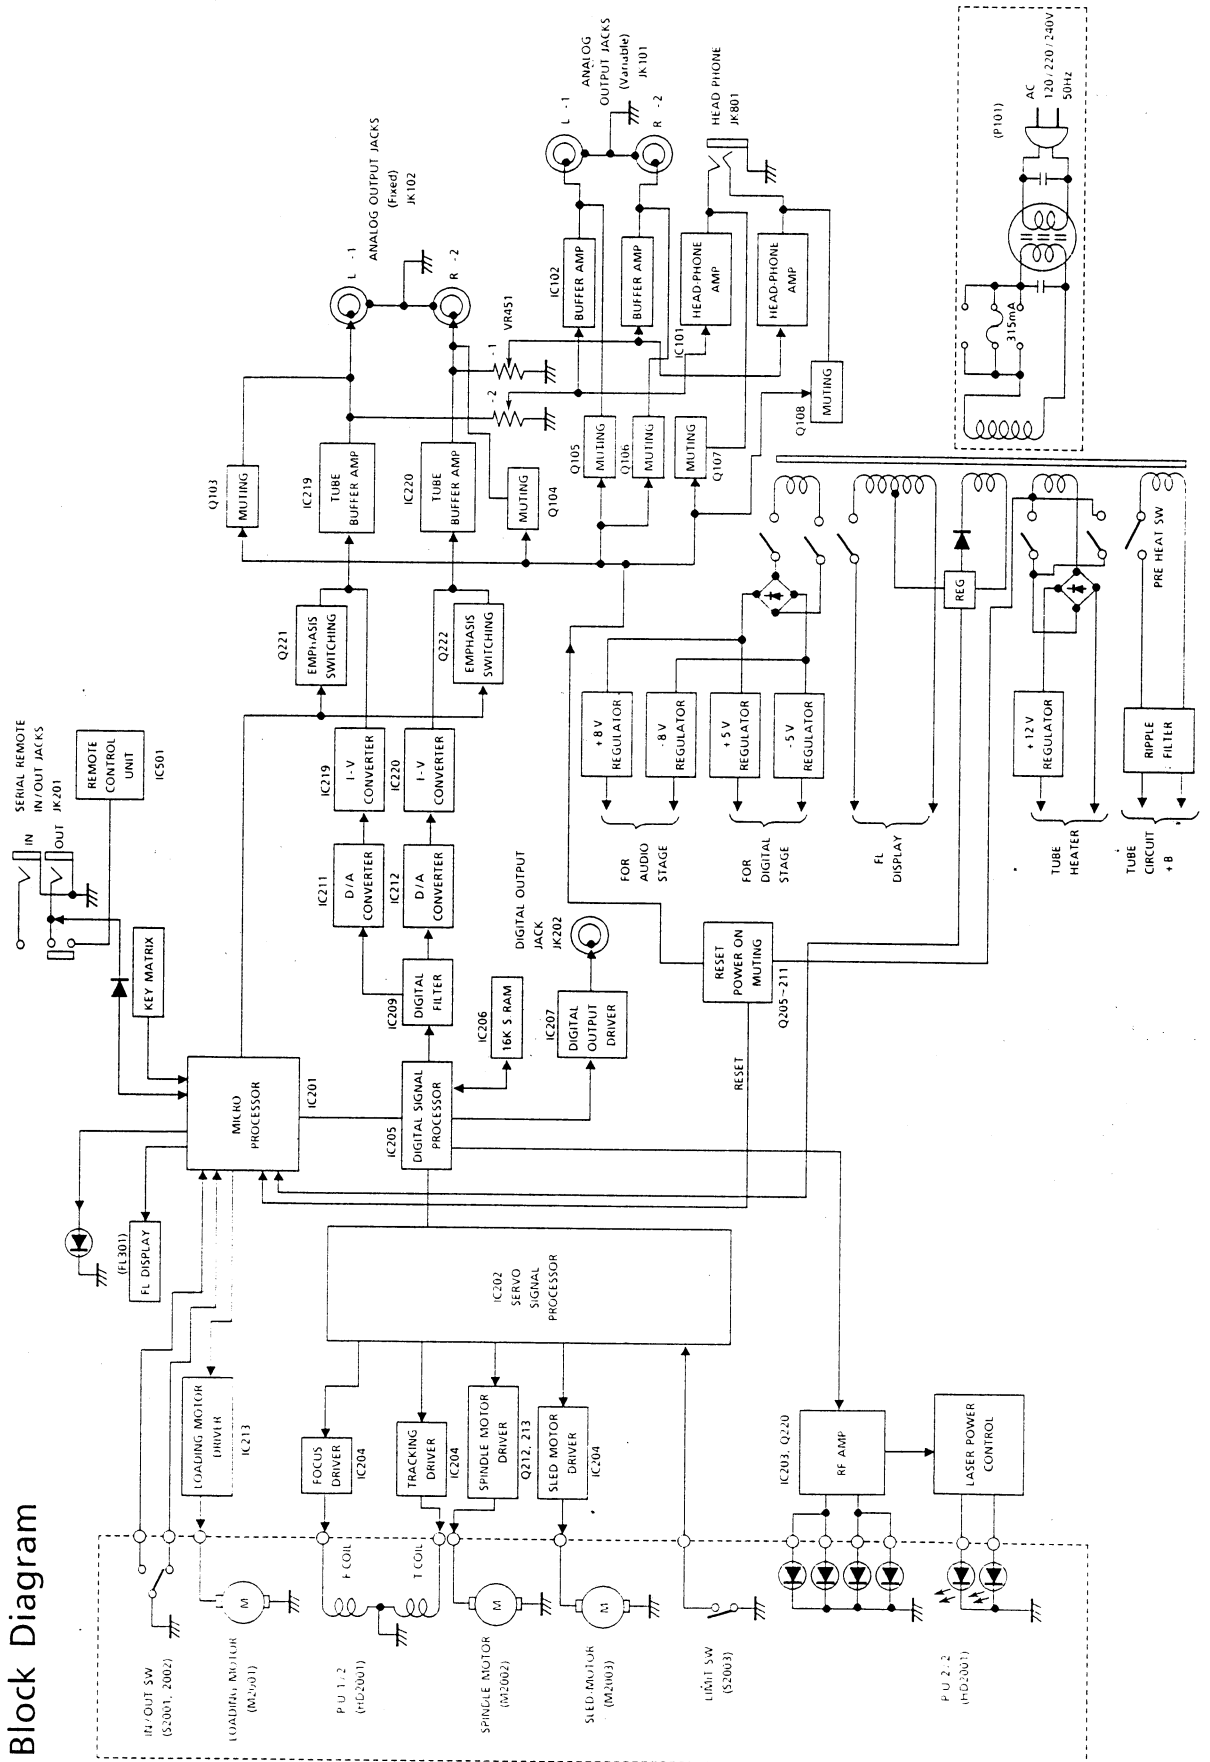 Block Diagram
IN/OUT SW
(S2001, 2002)
LOADING MOTOR
(M2001)
P U 1/2
(HD2001)
SPINDLE MOTOR
(M2002)
SLED-MOTOR
(M2003)
LIMIT SW
(S2003)
P U 2/2
(HD2001)
M
F COIL
T COIL
M
M
LOADING MOTOR
DRIVER
IC213
FOCUS
DRIVER
IC204
TRACKING
DRIVER
IC204
SPINDLE MOTOR
DRIVER
Q212, 213
SLED MOTOR
DRIVER
IC204
IC203, Q220
RF AMP
LASER POWER
CONTROL
(FL301)
FL DISPLAY
IC202
SERVO
SIGNAL
PROCESSOR
MICRO
PROCESSOR
IC201
IC205
DIGITAL SIGNAL
PROCESSOR
RESET
KEY MATRIX
IC209
DIGITAL
FILTER
IC206
16K S. RAM
IC207
DIGITAL
OUTPUT
DRIVER
DIGITAL OUTPUT
JACK
JK202
RESET
POWER ON
MUTING
Q205~211
SERIAL REMOTE
IN/OUT JACKS
JK201
IN
OUT
REMOTE
CONTROL
UNIT
IC501
IC211
D/A
CONVERTER
IC212
D/A
CONVERTER
IC219
I-V
CONVERTER
IC220
I-V
CONVERTER
Q221
EMPHASIS
SWITCHING
Q222
EMPHASIS
SWITCHING
FOR
AUDIO
STAGE
FOR
DIGITAL
STAGE
FL
DISPLAY
TUBE
HEATER
TUBE
CIRCUIT
+B
+8V
REGULATOR
-8V
REGULATOR
+5V
REGULATOR
-5V
REGULATOR
+12V
REGULATOR
RIPPLE
FILTER
REG
PRE HEAT SW
Q103
MUTING
IC219
TUBE
BUFFER AMP
IC220
TUBE
BUFFER AMP
MUTING
Q104
Q105
MUTING
Q106
MUTING
MUTING
Q107
Q108
MUTING
-2
-1
VR451
L -1
R -2
ANALOG OUTPUT JACKS
(Fixed)
JK102
IC102
BUFFER AMP
BUFFER AMP
IC101
HEAD-PHONE
AMP
HEAD-PHONE
AMP
L -1
R -2
ANALOG
OUTPUT JACKS
(Variable)
JK101
HEAD PHONE
JK801
315mA
(P101)
AC
120/220/240V
50Hz